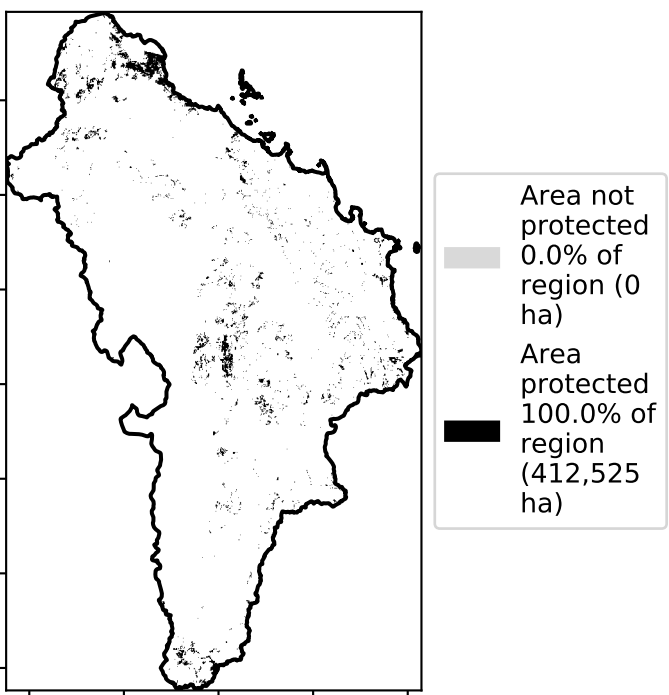 Area not
protected
0.0% of
region (0
ha)
Area
protected
100.0% of
region
(412,525
ha)